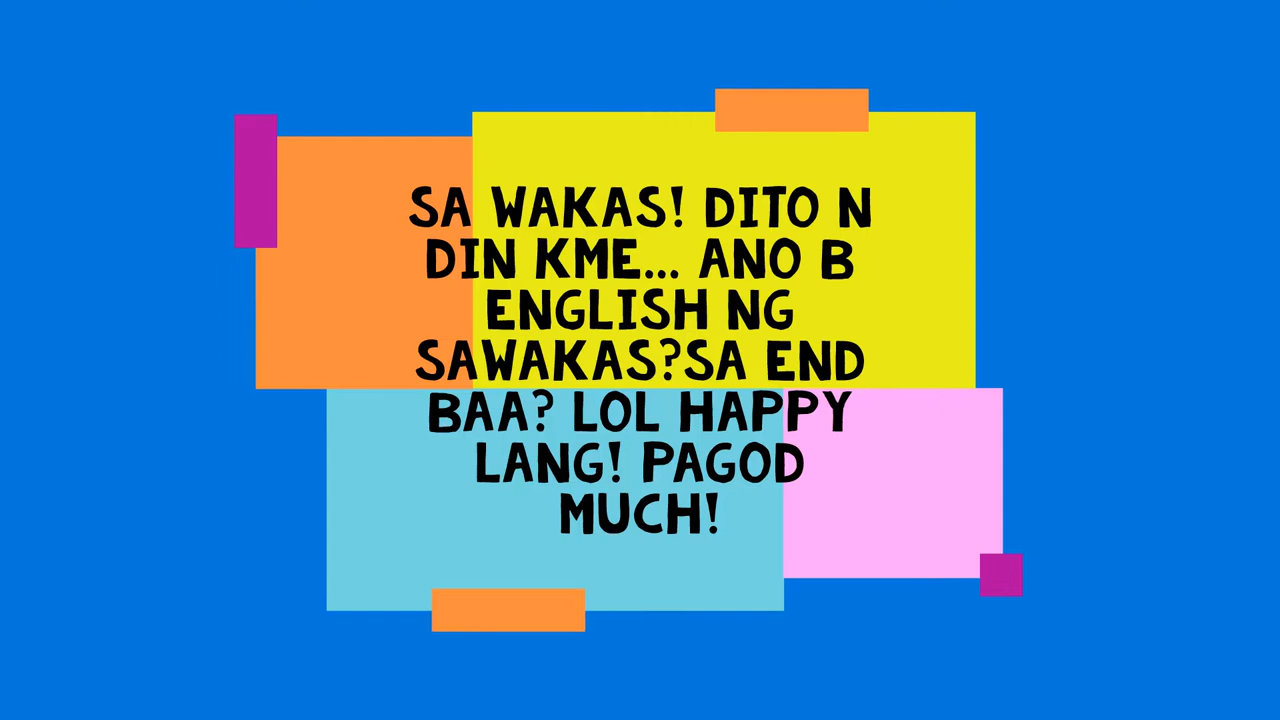 SA WAKAS! DITO N
DIN KME... ANO B
ENGLISH NG
SAWAKAS?SA END
BAA? LOL HAPPY
LANG! PAGOD
MUCH!